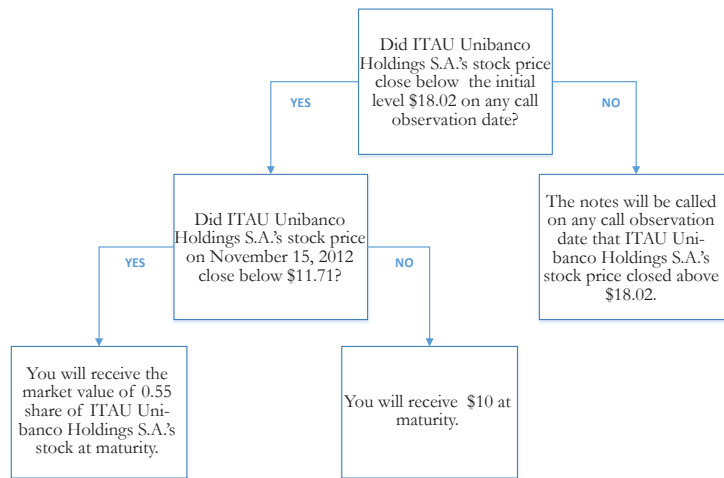 Did ITAU Unibanco
Holdings S.A.'s stock price
close below the initial
level $18.02 on any call
observation date?
YES
NO
Did ITAU Unibanco
Holdings S.A.'s stock price
on November 15, 2012
close below $11.71?
The notes will be called
on any call observation
date that ITAU Uni-
banco Holdings S.A.'s
stock price closed above
$18.02.
YES
NO
You will receive the
market value of 0.55
share of ITAU Uni-
banco Holdings S.A.'s
stock at maturity.
You will receive $10 at
maturity.